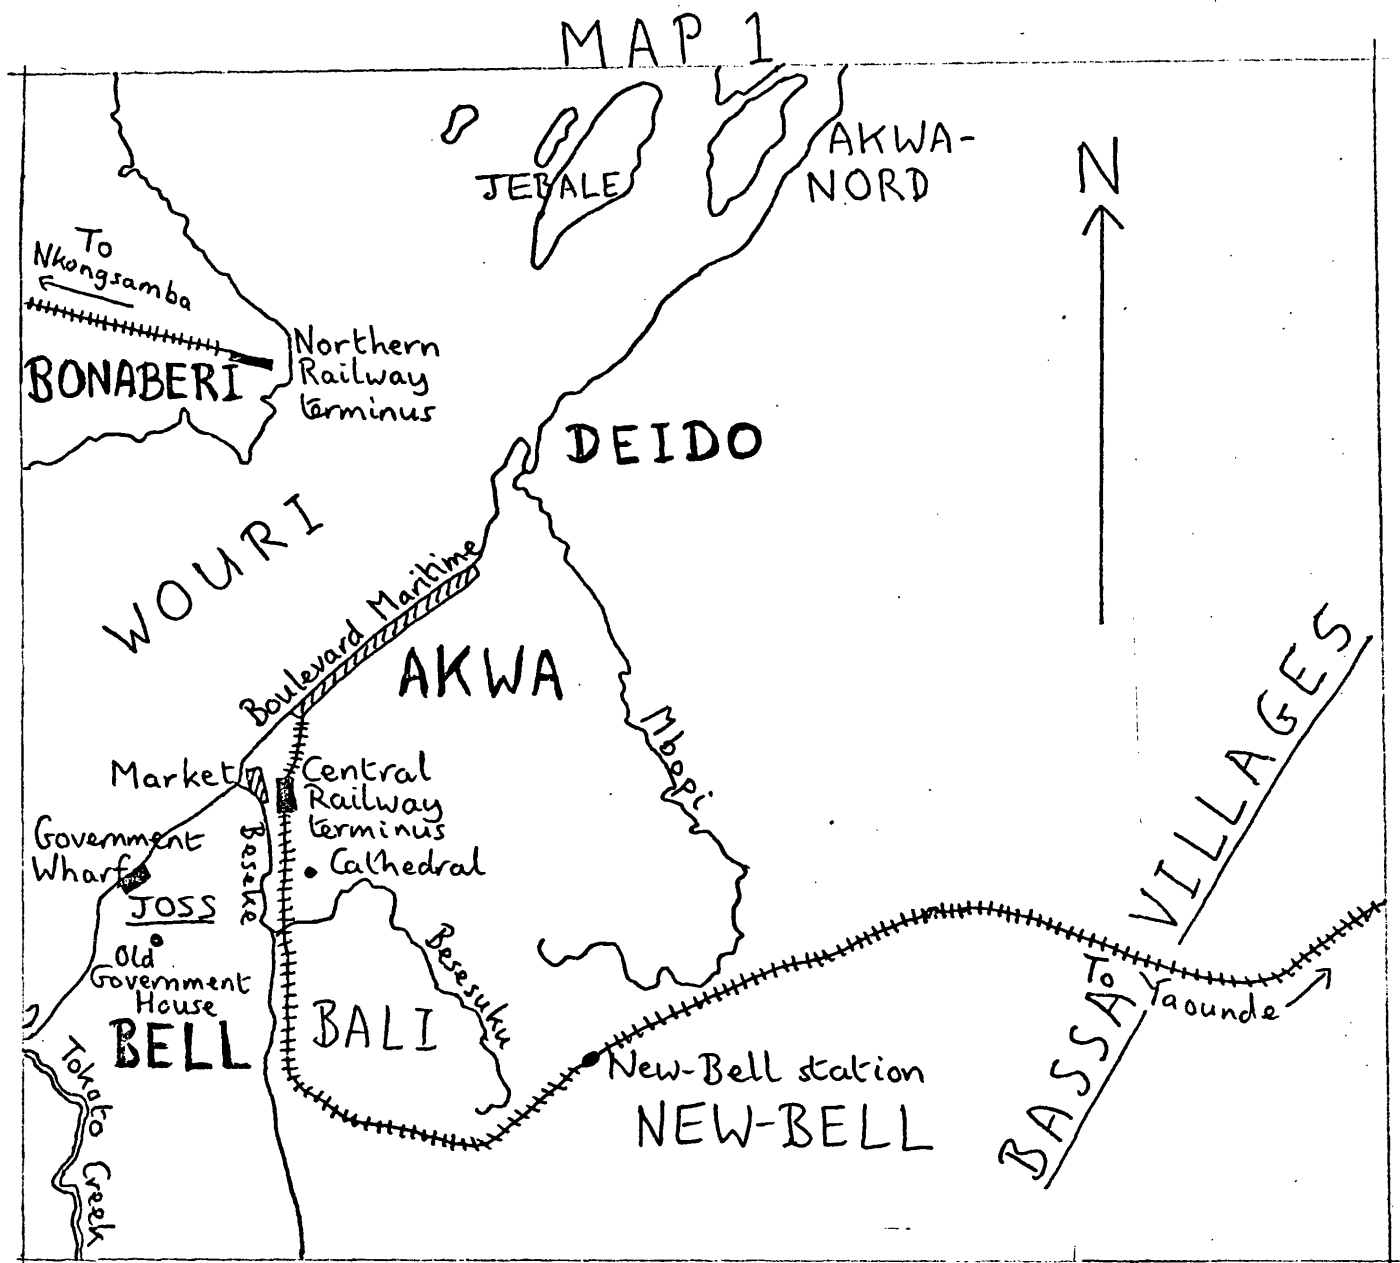 MAP 1
AKWA-
NORD
JEBALE
N
To
Nkongsamba
BONABERI
Northern
Railway
terminus
DEIDO
WOURI
Boulevard Maritime
AKWA
Mbopi
Market
Central
Railway
terminus
Cathedral
Government
Wharf
Beseke
JOSS
Old
Government
House
BELL
BALI
Besesuku
Tokoto Creek
New-Bell station
NEW-BELL
To
Yaounde
BASSA VILLAGES